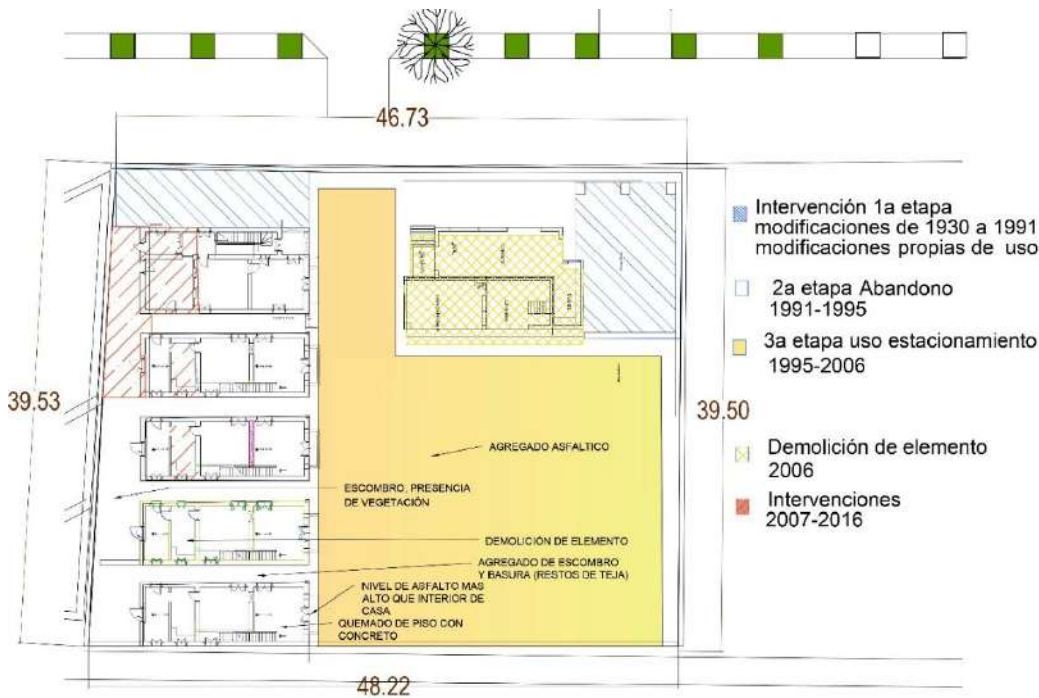 46.73
Intervención 1a etapa
modificaciones de 1930 a 1991
modificaciones propias de uso
2a etapa Abandono
1991-1995
3a etapa uso estacionamiento
1995-2006
39.53
39.50
AGREGADO ASFALTICO
Demolición de elemento
2006
ESCOMBRO, PRESENCIA
DE VEGETACIÓN
Intervenciones
2007-2016
DEMOLICIÓN DE ELEMENTO
AGREGADO DE ESCOMBRO
Y BASURA (RESTOS DE TEJA)
NIVEL DE ASFALTO MAS
ALTO QUE INTERIOR DE
CASA
QUEMADO DE PISO CON
CONCRETO
48.22